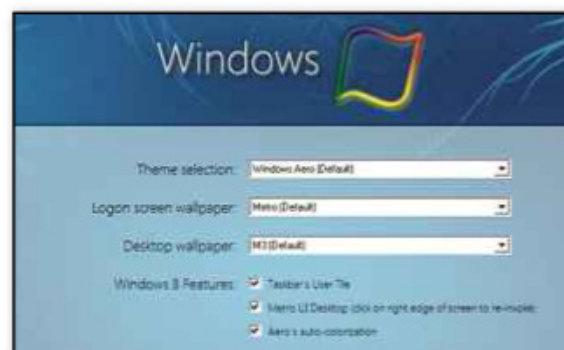 Windows
Theme selection: Windows Aero (Default)
Logon screen wallpaper: Metro (Default)
Desktop wallpaper: M3 (Default)
Windows 8 Features: Taskbar's User Tile
Metro UI Desktop (click on right edge of screen to re-invoke)
Aero's auto-colorization